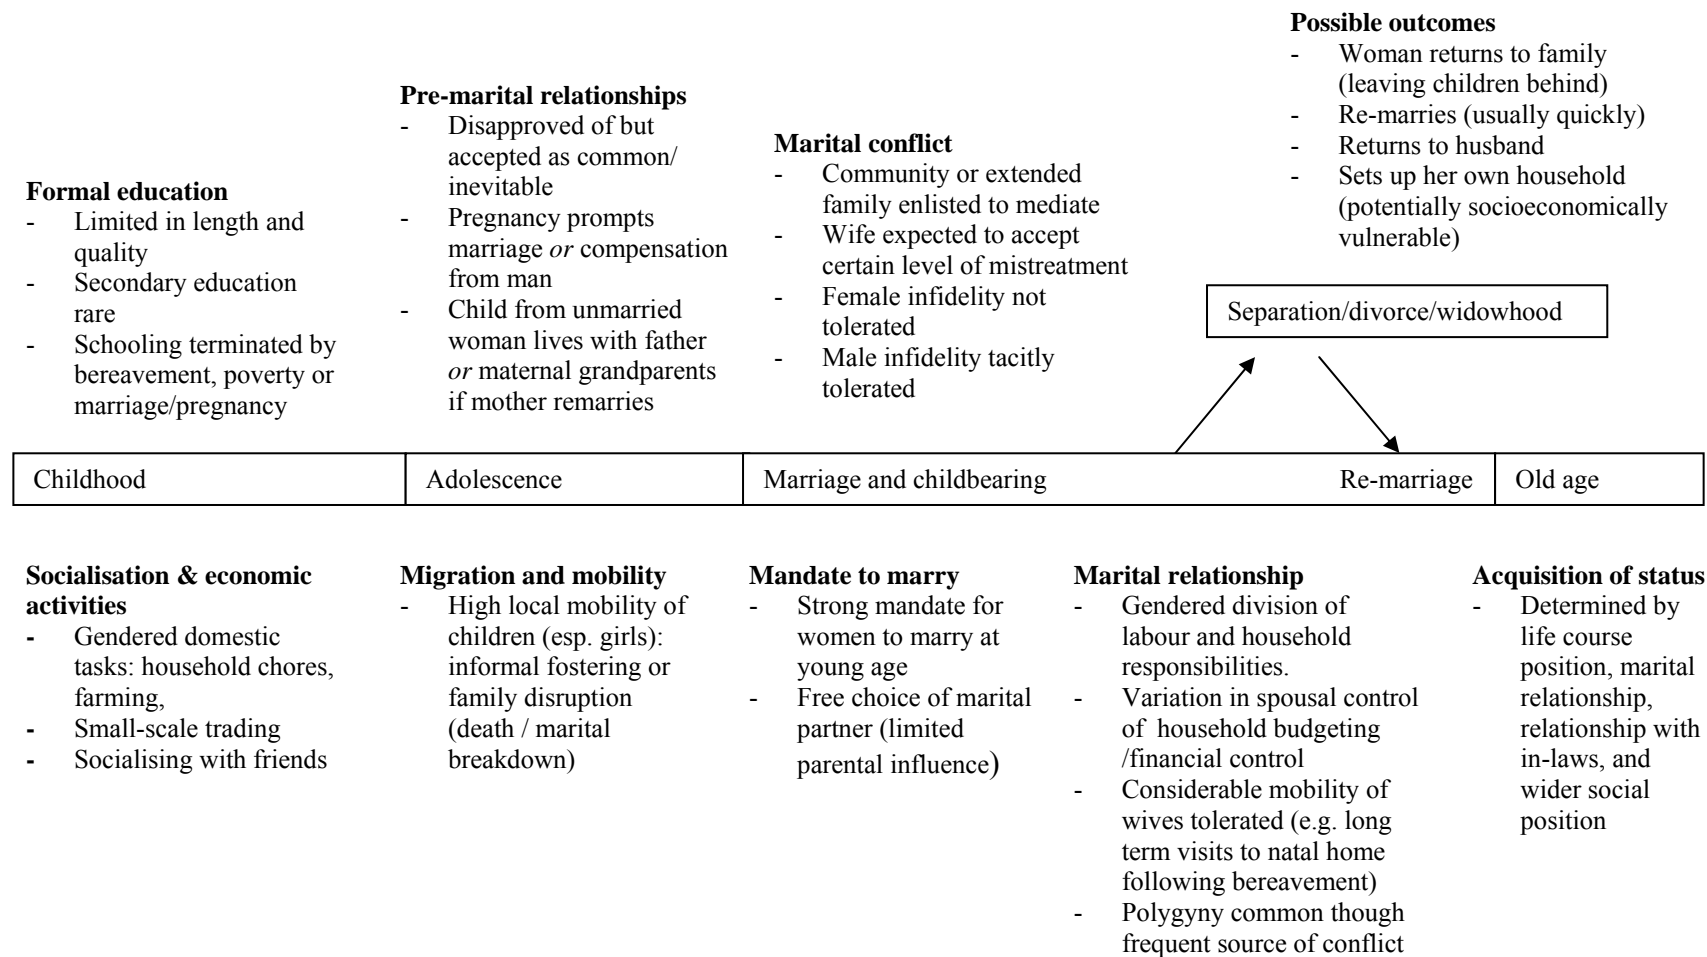 Formal education
- Limited in length and
quality
- Secondary education
rare
- Schooling terminated by
bereavement, poverty or
marriage/pregnancy
Pre-marital relationships
- Disapproved of but
accepted as common/
inevitable
- Pregnancy prompts
marriage or compensation
from man
- Child from unmarried
woman lives with father
or maternal grandparents
if mother remarries
Marital conflict
- Community or extended
family enlisted to mediate
- Wife expected to accept
certain level of mistreatment
- Female infidelity not
tolerated
- Male infidelity tacitly
tolerated
Possible outcomes
- Woman returns to family
(leaving children behind)
- Re-marries (usually quickly)
- Returns to husband
- Sets up her own household
(potentially socioeconomically
vulnerable)
Separation/divorce/widowhood
Childhood
Adolescence
Marriage and childbearing
Re-marriage
Old age
Socialisation & economic
activities
- Gendered domestic
tasks: household chores,
farming,
- Small-scale trading
- Socialising with friends
Migration and mobility
- High local mobility of
children (esp. girls):
informal fostering or
family disruption
(death / marital
breakdown)
Mandate to marry
- Strong mandate for
women to marry at
young age
- Free choice of marital
partner (limited
parental influence)
Marital relationship
- Gendered division of
labour and household
responsibilities.
- Variation in spousal control
of household budgeting
/financial control
- Considerable mobility of
wives tolerated (e.g. long
term visits to natal home
following bereavement)
- Polygyny common though
frequent source of conflict
Acquisition of status
- Determined by
life course
position, marital
relationship,
relationship with
in-laws, and
wider social
position